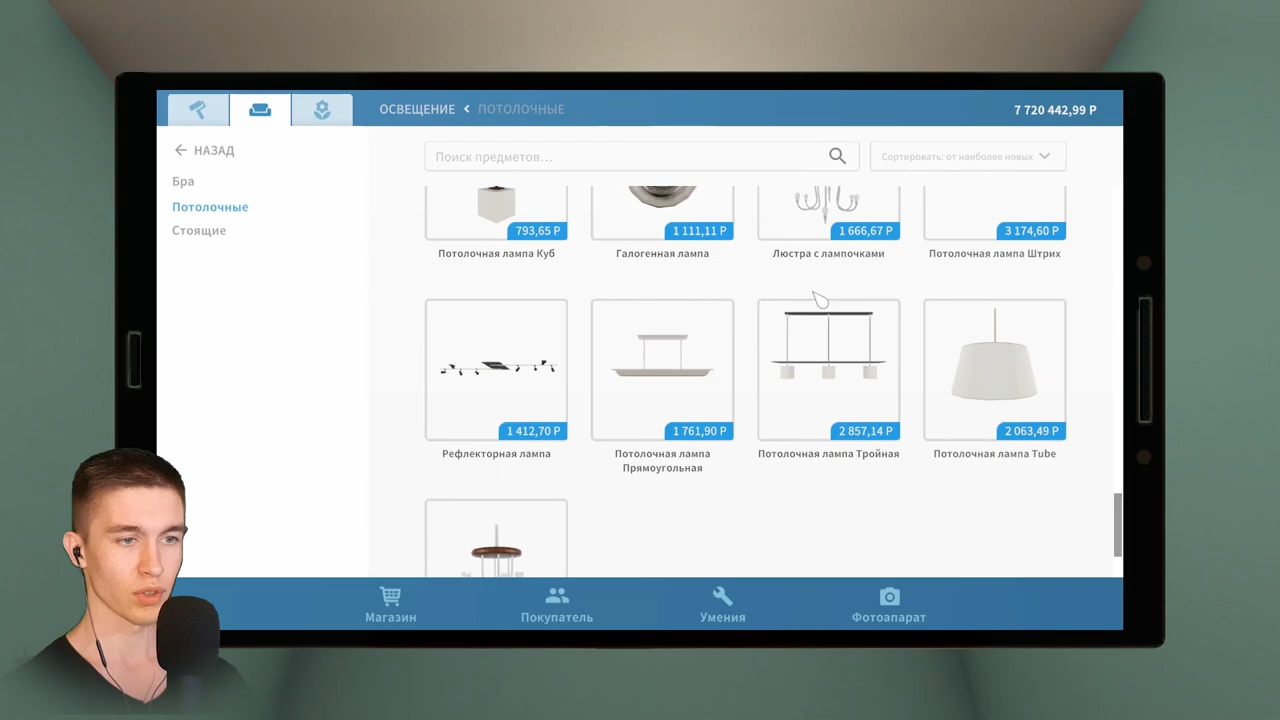 ОСВЕЩЕНИЕ < ПОТОЛОЧНЫЕ
7 720 442,99 Р
НАЗАД
Бра
Потолочные
Стоящие
Поиск предметов...
Сортировать: от наиболее новых
793,65 Р
1 111,11 Р
1 666,67 Р
3 174,60 Р
Потолочная лампа Куб
Галогенная лампа
Люстра с лампочками
Потолочная лампа Штрих
1 412,70 Р
1 761,90 Р
2 857,14 Р
2 063,49 Р
Рефлекторная лампа
Потолочная лампа
Прямоугольная
Потолочная лампа Тройная
Потолочная лампа Tube
Магазин
Покупатель
Умения
Фотоаппарат